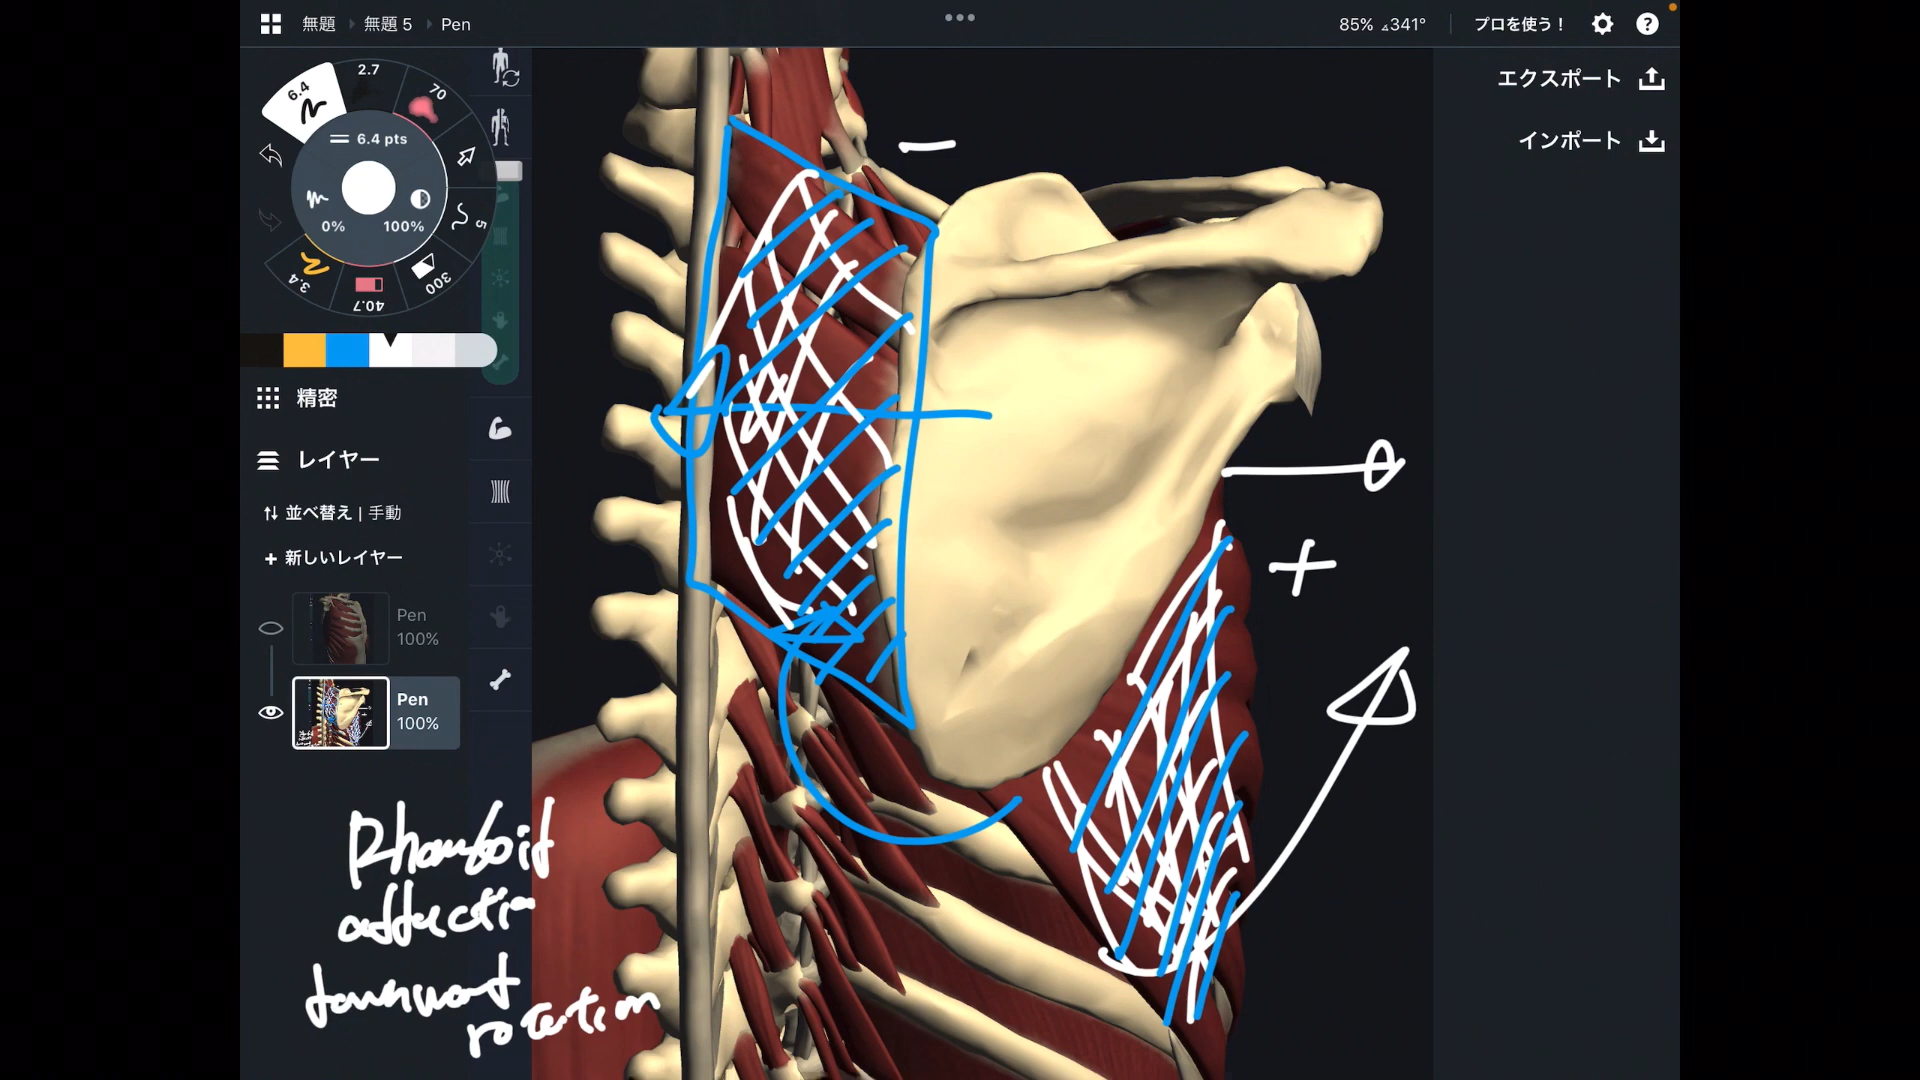 無題 無題 5 Pen
85% ⊿341° プロを使う！
エクスポート
インポート
6.4 2.7 70
6.4 pts
0% 100%
5
300
40.7
3.4
精密
レイヤー
並べ替え | 手動
+ 新しいレイヤー
Pen
100%
Pen
100%
−
+
Rhomboid
adduction
downward
rotation